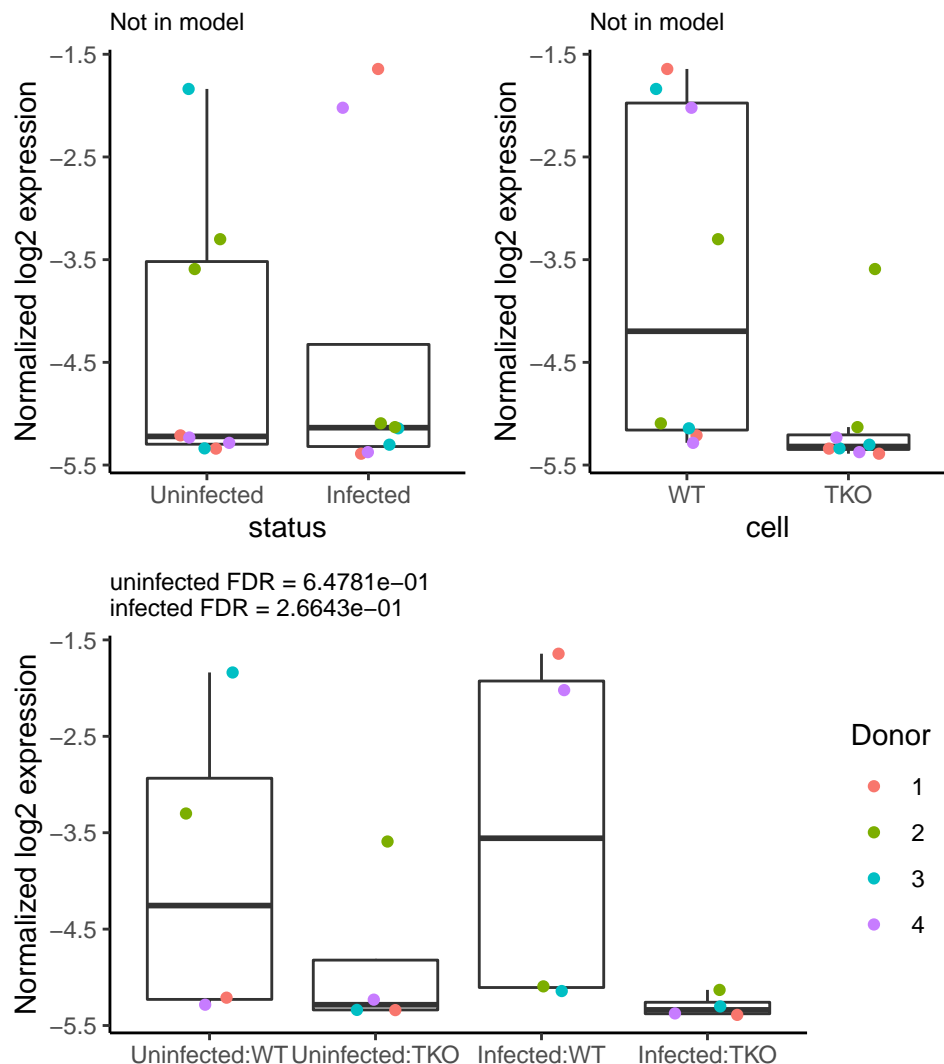 Not in model
Normalized log2 expression
−1.5
−2.5
−3.5
−4.5
−5.5
Uninfected
Infected
status
Not in model
Normalized log2 expression
−1.5
−2.5
−3.5
−4.5
−5.5
WT
TKO
cell
uninfected FDR = 6.4781e−01
infected FDR = 2.6643e−01
Normalized log2 expression
−1.5
−2.5
−3.5
−4.5
−5.5
Uninfected:WT
Uninfected:TKO
Infected:WT
Infected:TKO
Donor
1
2
3
4